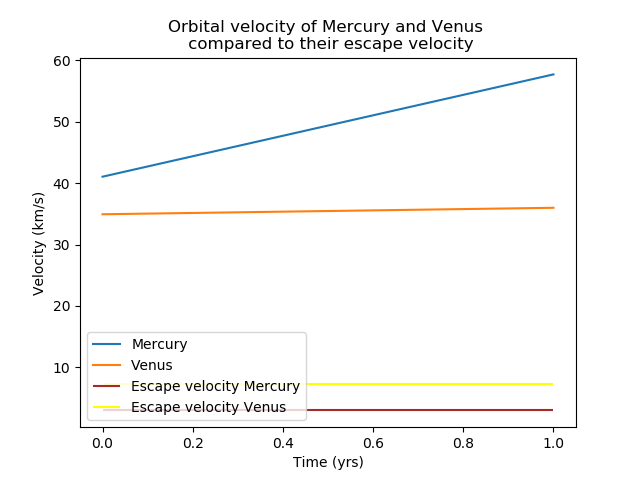 Orbital velocity of Mercury and Venus
compared to their escape velocity
60
50
40
30
20
10
Velocity (km/s)
Mercury
Venus
Escape velocity Mercury
Escape velocity Venus
0.0 0.2 0.4 0.6 0.8 1.0
Time (yrs)